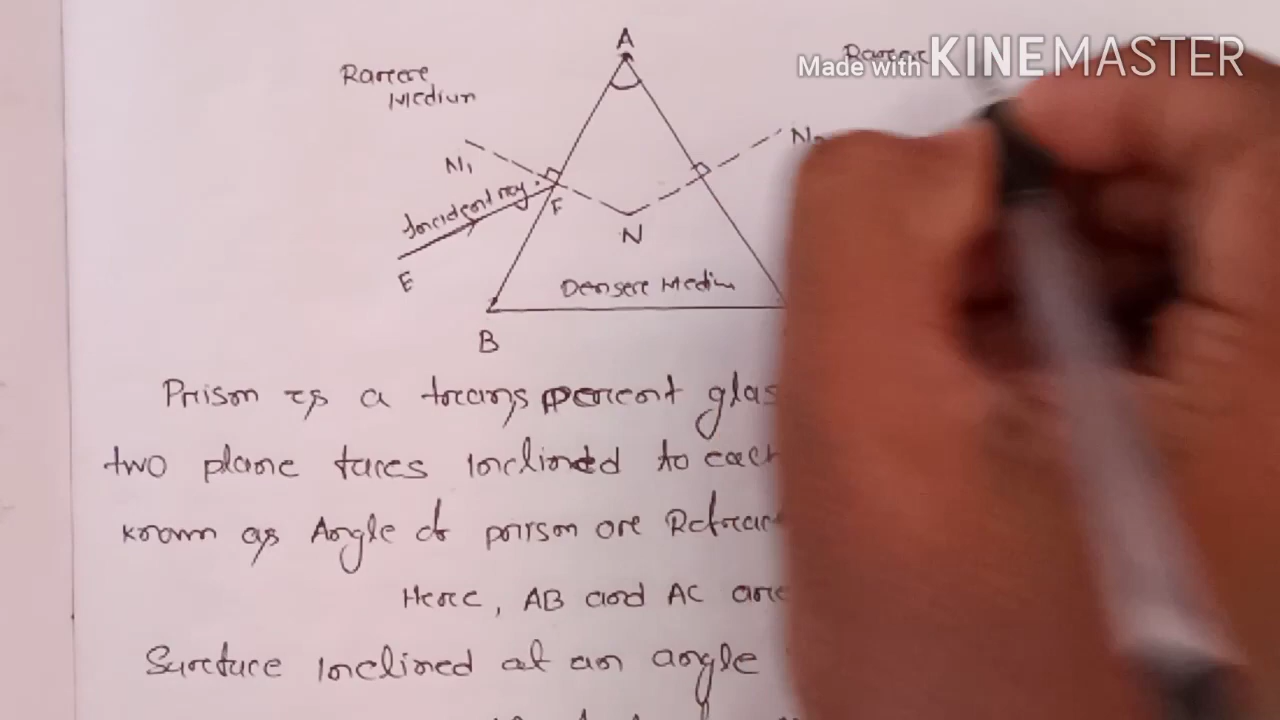 A
Rarere
Medium
Made with KINEMASTER
N1
N
Incident ray
F
N
E
Densere Medium
B
Prism is a transparent glas
two plane faces Inclined to each
known as Angle of prism or Refrac
Here, AB and AC are
Surface Inclined at an angle